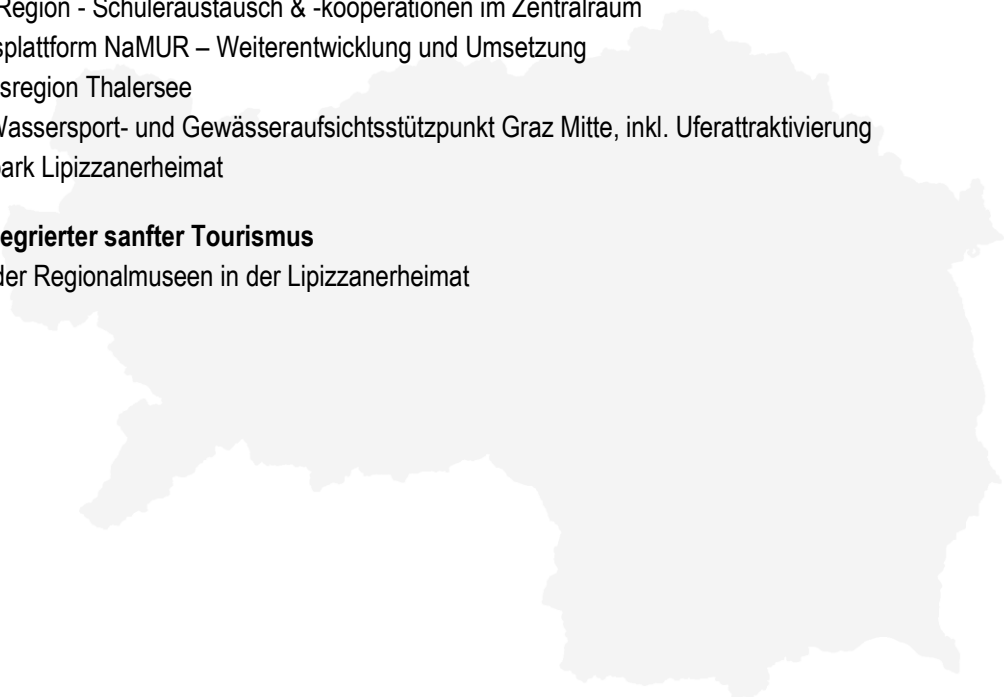 Region - Schüleraustausch & -kooperationen im Zentralraum
splattform NaMUR – Weiterentwicklung und Umsetzung
sregion Thalersee
Wassersport- und Gewässeraufsichtsstützpunkt Graz Mitte, inkl. Uferattraktivierung
park Lipizzanerheimat
egrierter sanfter Tourismus
der Regionalmuseen in der Lipizzanerheimat